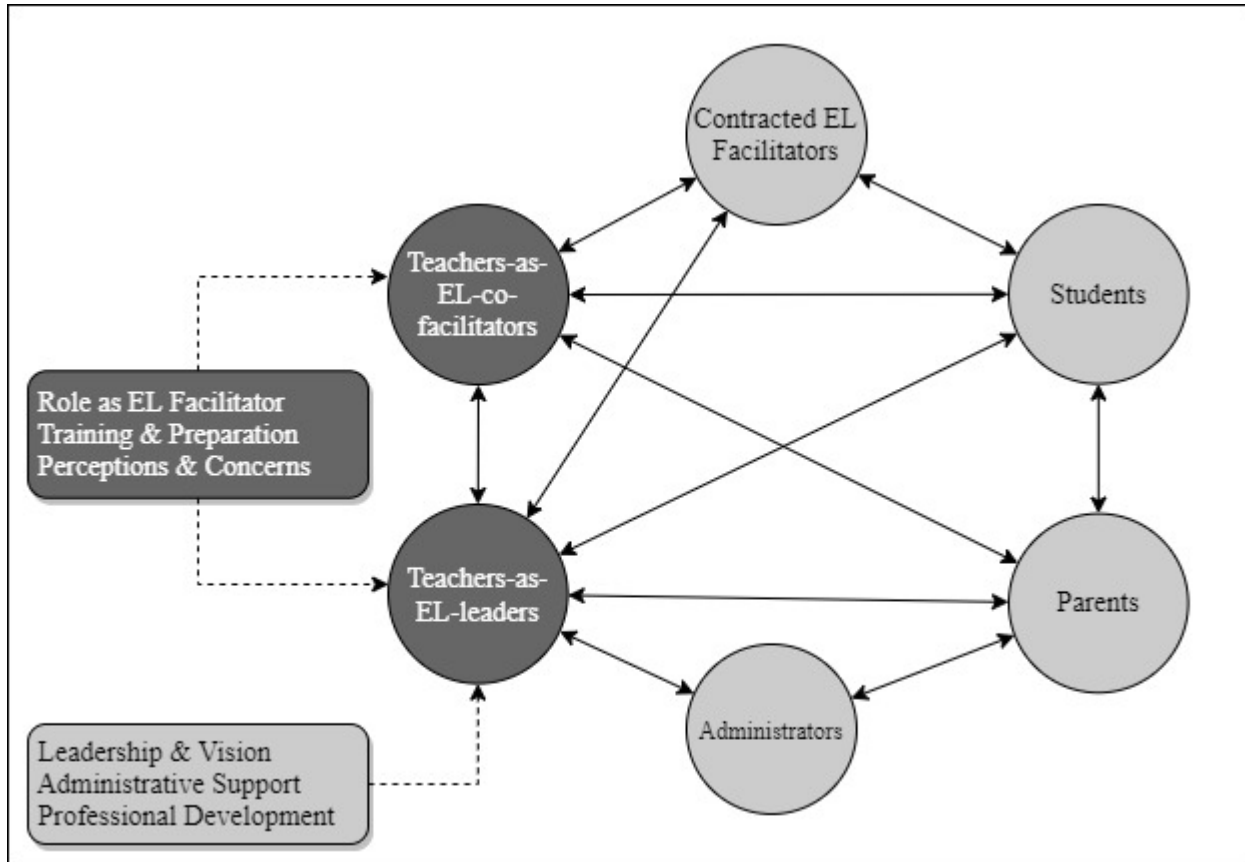 Contracted EL
Facilitators
Teachers-as-
EL-co-
facilitators
Students
Role as EL Facilitator
Training & Preparation
Perceptions & Concerns
Teachers-as-
EL-leaders
Parents
Administrators
Leadership & Vision
Administrative Support
Professional Development